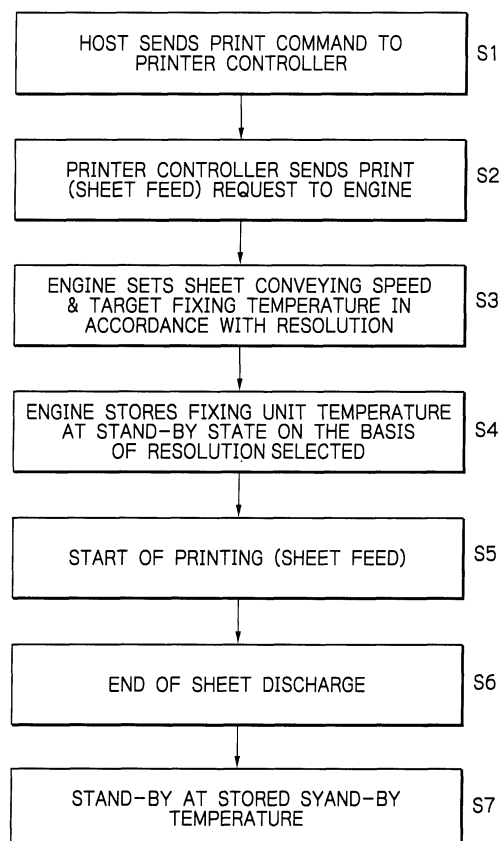 HOST SENDS PRINT COMMAND TO
PRINTER CONTROLLER
S1
PRINTER CONTROLLER SENDS PRINT
(SHEET FEED) REQUEST TO ENGINE
S2
ENGINE SETS SHEET CONVEYING SPEED
& TARGET FIXING TEMPERATURE IN
ACCORDANCE WITH RESOLUTION
S3
ENGINE STORES FIXING UNIT TEMPERATURE
AT STAND-BY STATE ON THE BASIS
OF RESOLUTION SELECTED
S4
START OF PRINTING (SHEET FEED)
S5
END OF SHEET DISCHARGE
S6
STAND-BY AT STORED SYAND-BY
TEMPERATURE
S7